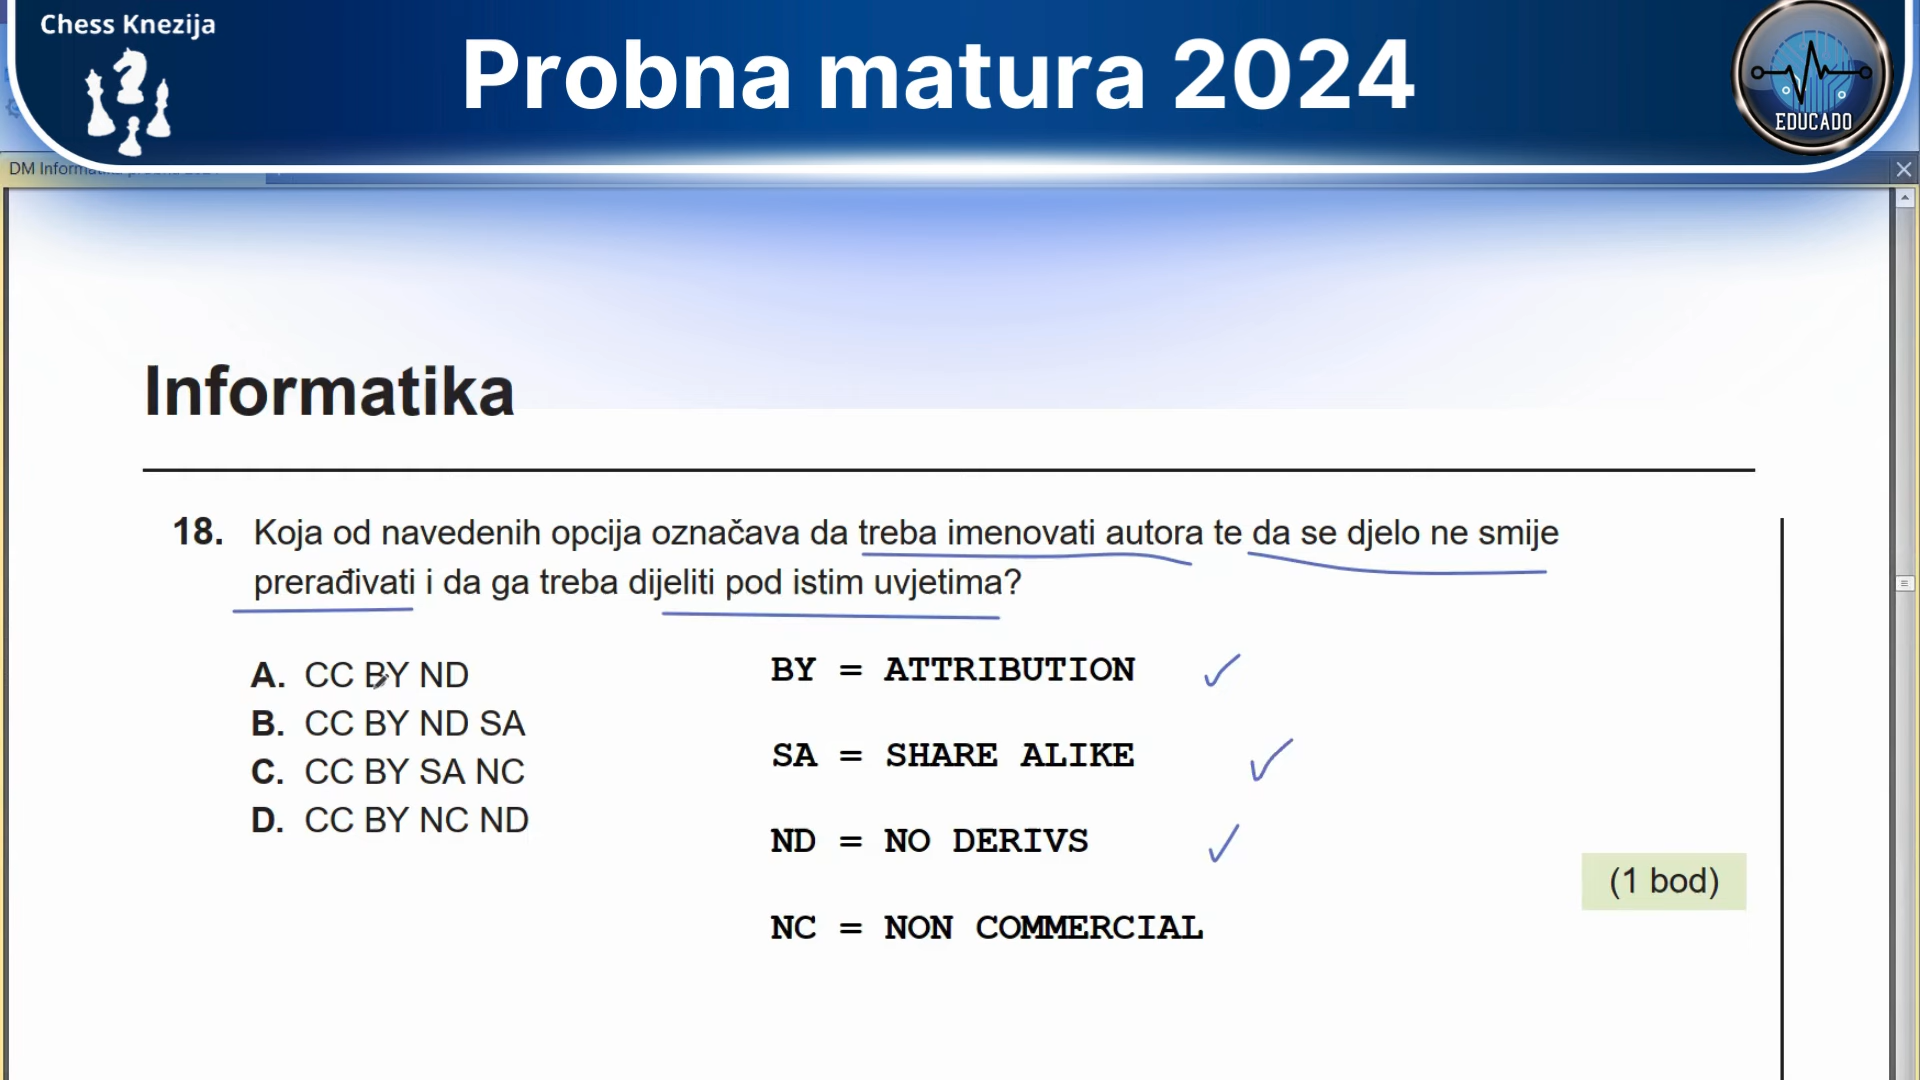 Chess Knezija
Probna matura 2024
EDUCADO
DM Informatika
Informatika
18. Koja od navedenih opcija označava da treba imenovati autora te da se djelo ne smije
prerađivati i da ga treba dijeliti pod istim uvjetima?
A. CC BY ND
B. CC BY ND SA
C. CC BY SA NC
D. CC BY NC ND
BY = ATTRIBUTION
SA = SHARE ALIKE
ND = NO DERIVS
NC = NON COMMERCIAL
(1 bod)